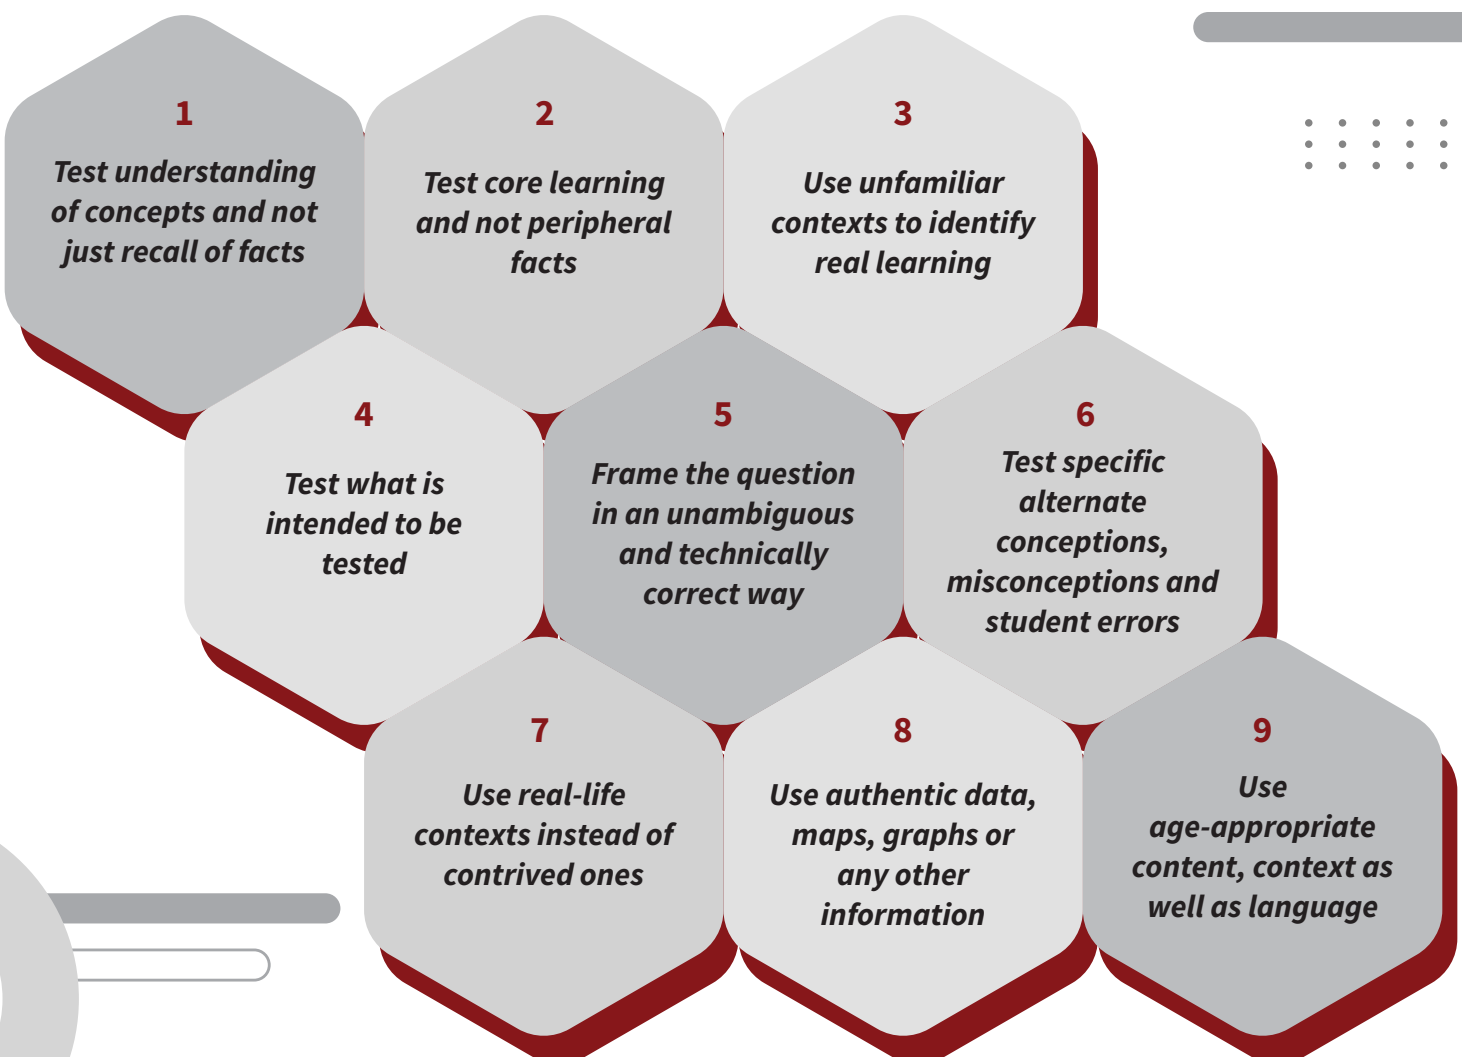 1
Test understanding
of concepts and not
just recall of facts
2
Test core learning
and not peripheral
facts
3
Use unfamiliar
contexts to identify
real learning
4
Test what is
intended to be
tested
5
Frame the question
in an unambiguous
and technically
correct way
6
Test specific
alternate
conceptions,
misconceptions and
student errors
7
Use real-life
contexts instead of
contrived ones
8
Use authentic data,
maps, graphs or
any other
information
9
Use
age-appropriate
content, context as
well as language